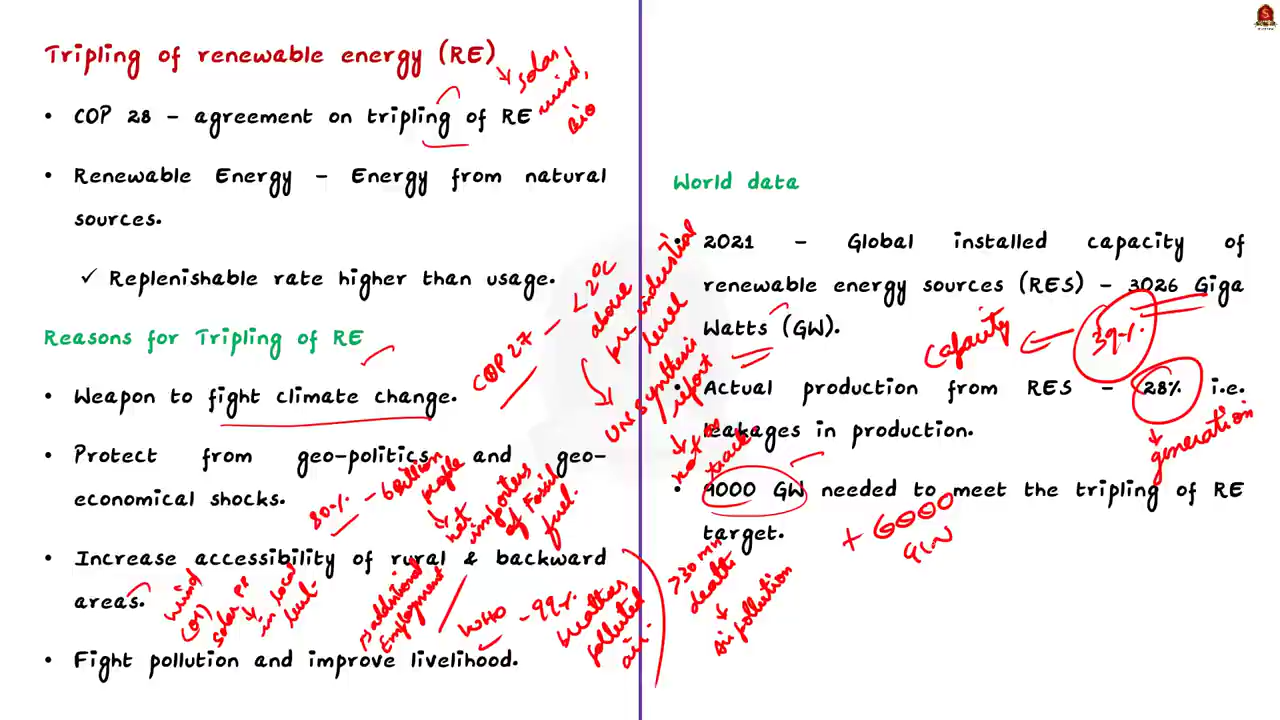 Tripling of renewable energy (RE)
solar,
wind,
bio
• COP 28 – agreement on tripling of RE
• Renewable Energy – Energy from natural
sources.
✓ Replenishable rate higher than usage.
Reasons for Tripling of RE
COP 27 – < 2°C
above
pre industrial
level
UN synthesis
report
not on
track
• Weapon to fight climate change.
• Protect from geo-politics and geo-
economical shocks.
80% – 6 billion
people
net
importers
of Fossil
fuel.
• Increase accessibility of rural & backward
areas.
wind
(or)
solar PP
in local
level.
additional
Employment
WHO – 99%
breathes
polluted
air.
>30 mn
deaths
air pollution
• Fight pollution and improve livelihood.
World data
• 2021 – Global installed capacity of
renewable energy sources (RES) – 3026 Giga
Watts (GW).
capacity
39%
• Actual production from RES – 28% i.e.
leakages in production.
generation
• 9000 GW needed to meet the tripling of RE
target.
+ 6000
GW